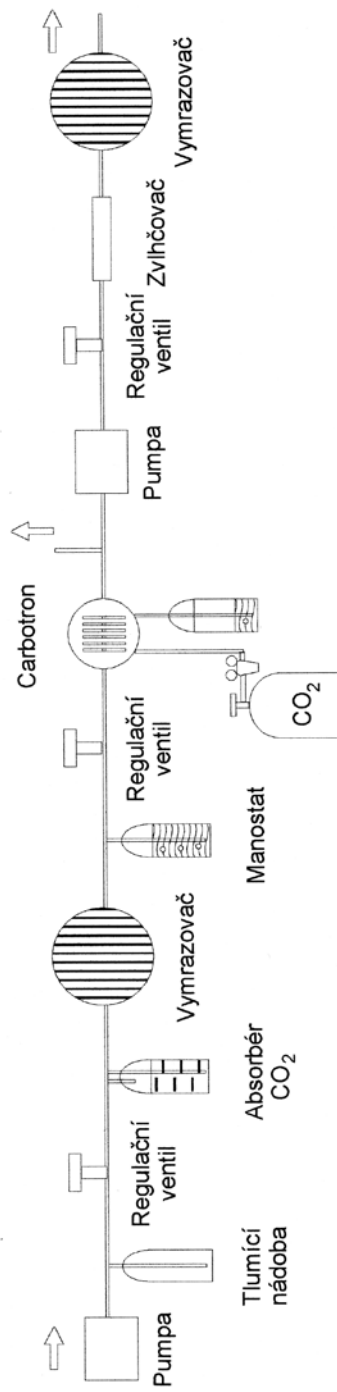 Pumpa
Tlumící
nádoba
Regulační
ventil
Absorbér
CO₂
Vymrazovač
Manostat
Regulační
ventil
Carbotron
CO₂
Pumpa
Regulační
ventil
Zvlhčovač
Vymrazovač